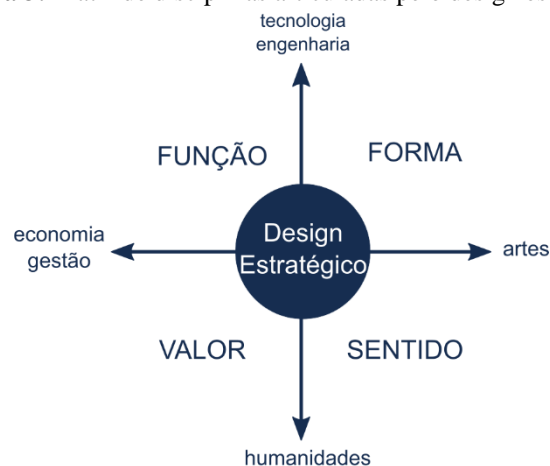 tecnologia
engenharia
FUNÇÃO
FORMA
economia
gestão
Design
Estratégico
artes
VALOR
SENTIDO
humanidades